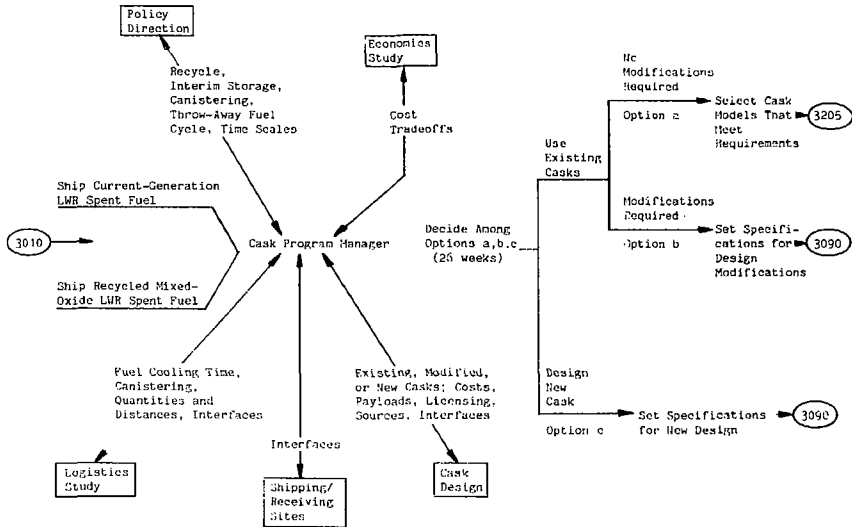 Policy
Direction
Economics
Study
Recycle,
Interim Storage,
Canistering,
Throw-Away Fuel
Cycle, Time Scales
Cost
Tradeoffs
Ship Current-Generation
LWR Spent Fuel
3010
Cask Program Manager
Ship Recycled Mixed-
Oxide LWR Spent Fuel
Fuel Cooling Time,
Canistering,
Quantities and
Distances, Interfaces
Interfaces
Existing, Modified,
or New Casks; Costs,
Payloads, Licensing,
Sources, Interfaces
Logistics
Study
Shipping/
Receiving
Sites
Cask
Design
Decide Among
Options a,b,c
(26 weeks)
Use
Existing
Casks
No
Modifications
Required
Option a
Select Cask
Models That
Meet
Requirements
3205
Modifications
Required
Option b
Set Specifi-
cations for
Design
Modifications
3090
Design
New
Cask
Option c
Set Specifications
for New Design
3090